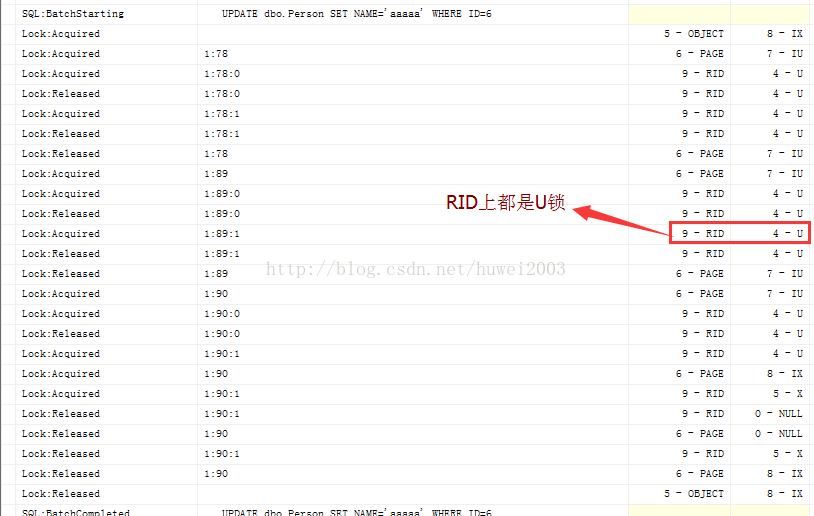 SQL:BatchStarting UPDATE dbo.Person SET NAME='aaaaa' WHERE ID=6
Lock:Acquired 5 - OBJECT 8 - IX
Lock:Acquired 1:78 6 - PAGE 7 - IU
Lock:Acquired 1:78:0 9 - RID 4 - U
Lock:Released 1:78:0 9 - RID 4 - U
Lock:Acquired 1:78:1 9 - RID 4 - U
Lock:Released 1:78:1 9 - RID 4 - U
Lock:Released 1:78 6 - PAGE 7 - IU
Lock:Acquired 1:89 6 - PAGE 7 - IU
Lock:Acquired 1:89:0 9 - RID 4 - U
RID上都是U锁
Lock:Released 1:89:0 9 - RID 4 - U
Lock:Acquired 1:89:1 9 - RID 4 - U
Lock:Released 1:89:1 9 - RID 4 - U
Lock:Released 1:89 6 - PAGE 7 - IU
http://blog.csdn.net/huwei2003
Lock:Acquired 1:90 6 - PAGE 7 - IU
Lock:Acquired 1:90:0 9 - RID 4 - U
Lock:Released 1:90:0 9 - RID 4 - U
Lock:Acquired 1:90:1 9 - RID 4 - U
Lock:Acquired 1:90 6 - PAGE 8 - IX
Lock:Acquired 1:90:1 9 - RID 5 - X
Lock:Released 1:90:1 9 - RID 0 - NULL
Lock:Released 1:90 6 - PAGE 0 - NULL
Lock:Released 1:90:1 9 - RID 5 - X
Lock:Released 1:90 6 - PAGE 8 - IX
Lock:Released 5 - OBJECT 8 - IX
SQL:BatchCompleted UPDATE dbo.Person SET NAME='aaaaa' WHERE ID=6